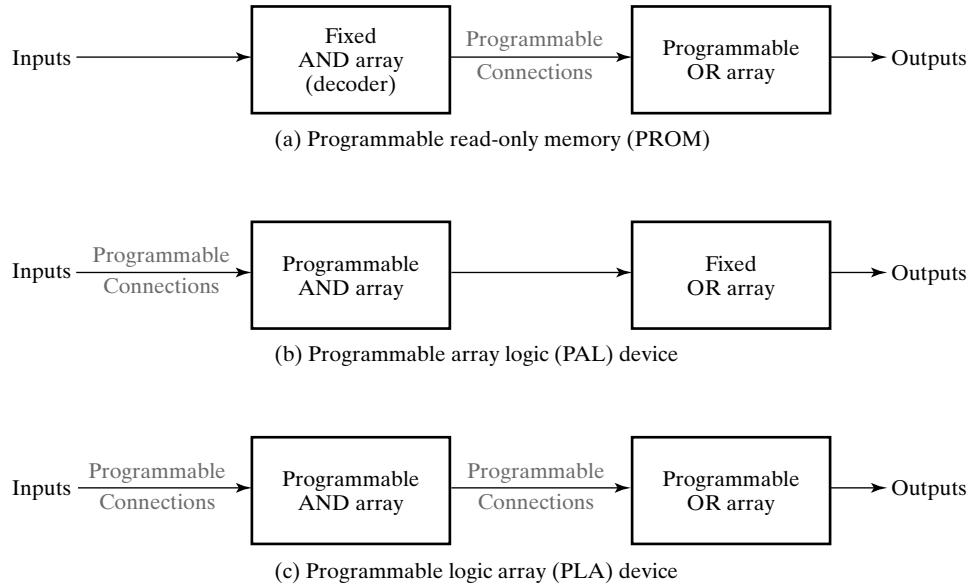 Inputs
Fixed
AND array
(decoder)
Programmable
Connections
Programmable
OR array
Outputs
(a) Programmable read-only memory (PROM)
Inputs
Programmable
Connections
Programmable
AND array
Fixed
OR array
Outputs
(b) Programmable array logic (PAL) device
Inputs
Programmable
Connections
Programmable
AND array
Programmable
Connections
Programmable
OR array
Outputs
(c) Programmable logic array (PLA) device